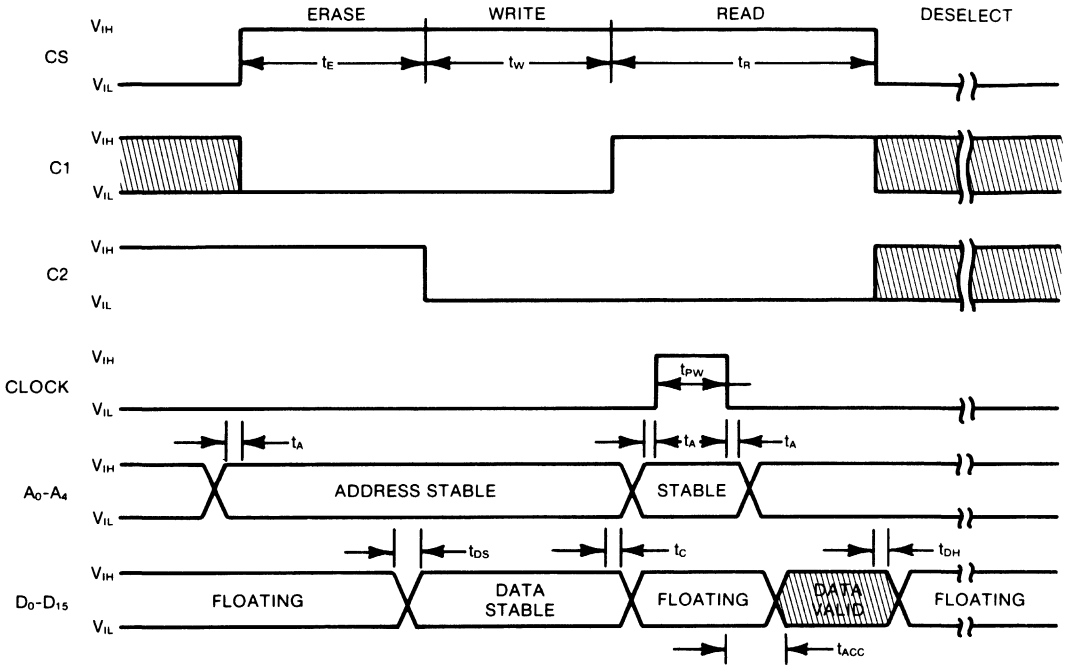 ERASE WRITE READ DESELECT
VIH
CS
tE tW tR
VIL
VIH
C1
VIL
VIH
C2
VIL
VIH
tPW
CLOCK
VIL
tA tA tA
VIH
A0-A4 ADDRESS STABLE STABLE
VIL
tDS tC tDH
VIH
D0-D15 FLOATING DATA STABLE FLOATING DATA VALID FLOATING
VIL
tACC